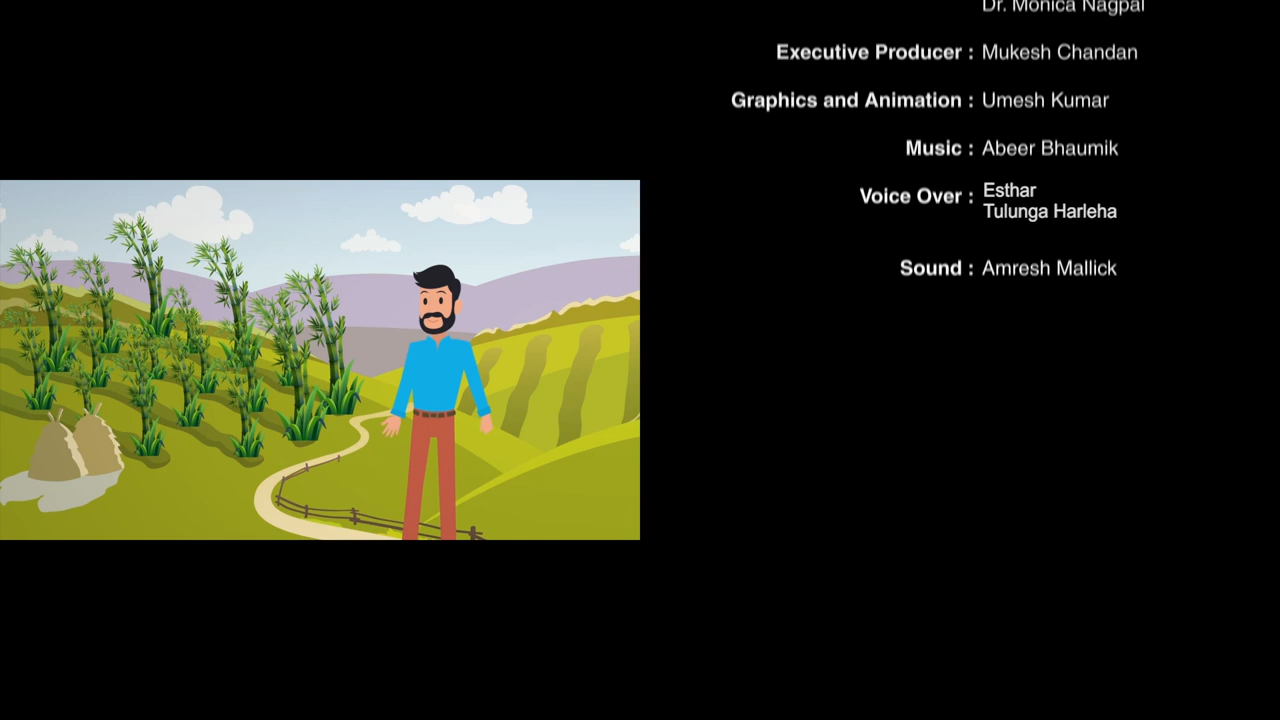 Dr. Monica Nagpal
Executive Producer : Mukesh Chandan
Graphics and Animation : Umesh Kumar
Music : Abeer Bhaumik
Voice Over : Esthar
Tulunga Harleha
Sound : Amresh Mallick